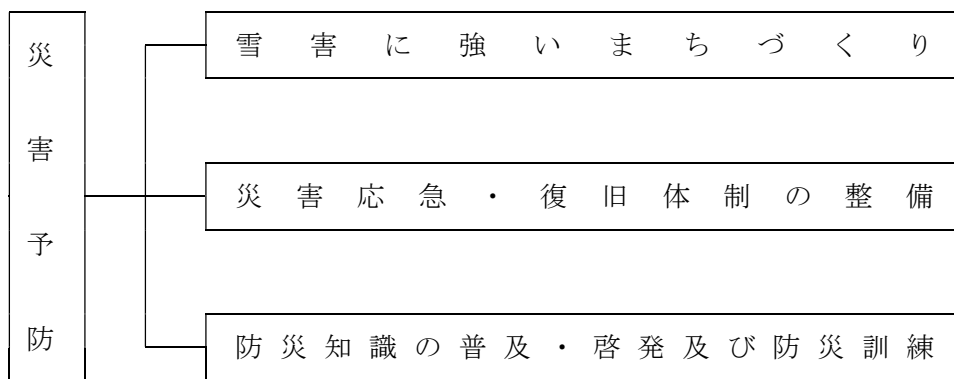 災害予防
雪害に強いまちづくり
災害応急・復旧体制の整備
防災知識の普及・啓発及び防災訓練